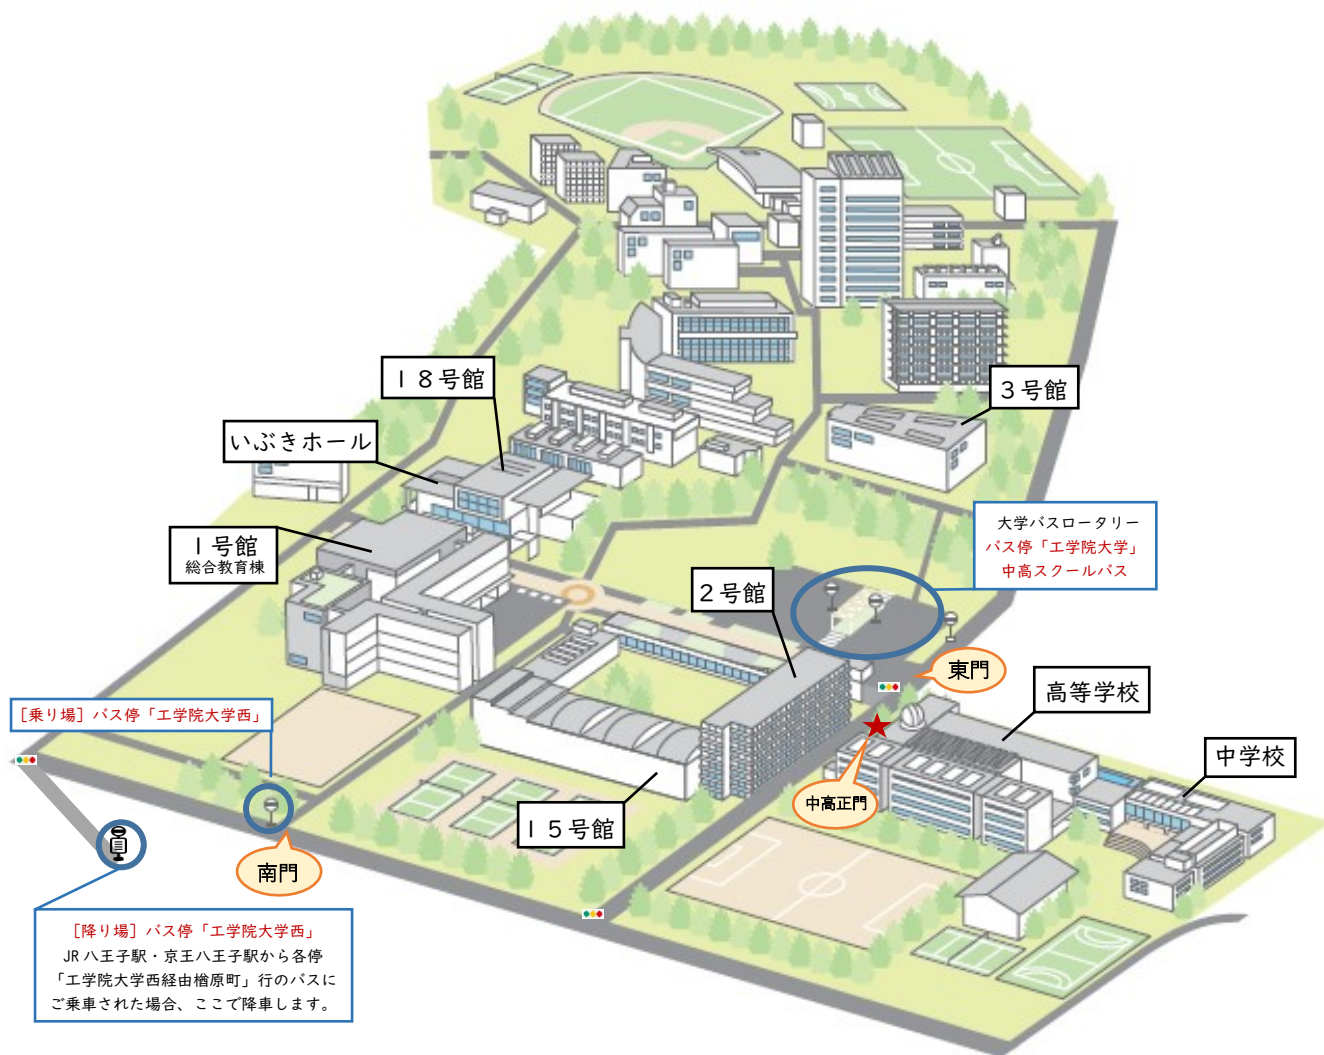 18号館
3号館
いぶきホール
大学バスロータリー
バス停「工学院大学」
中高スクールバス
1号館
総合教育棟
2号館
東門
高等学校
[乗り場] バス停「工学院大学西」
中学校
中高正門
15号館
南門
[降り場] バス停「工学院大学西」
JR 八王子駅・京王八王子駅から各停
「工学院大学西経由楢原町」行のバスに
ご乗車された場合、ここで降車します。